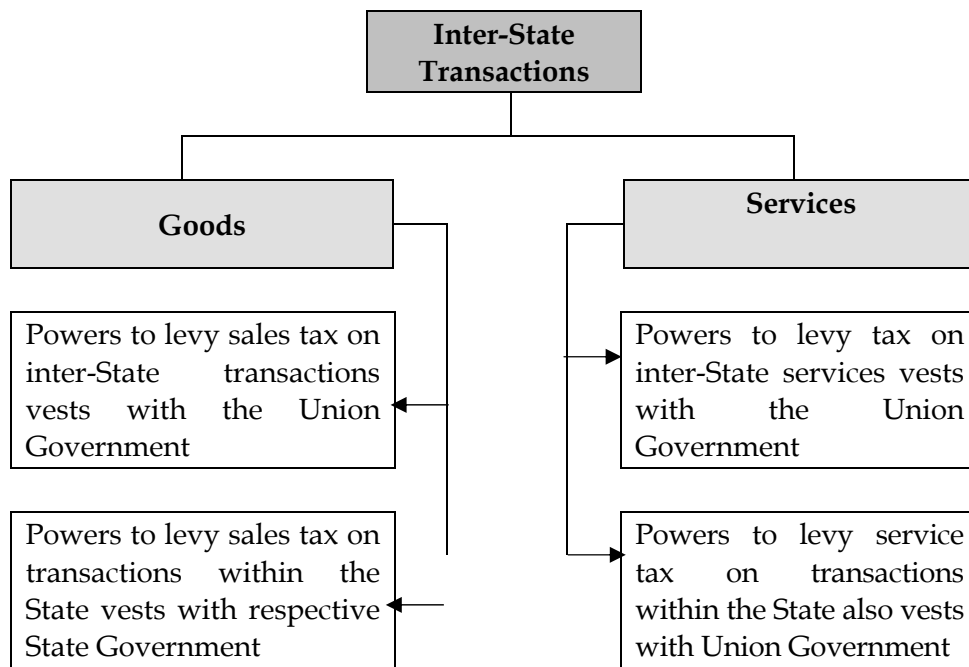 Inter-State
Transactions
Goods
Services
Powers to levy sales tax on
inter-State transactions
vests with the Union
Government
Powers to levy tax on
inter-State services vests
with the Union
Government
Powers to levy sales tax on
transactions within the
State vests with respective
State Government
Powers to levy service
tax on transactions
within the State also vests
with Union Government